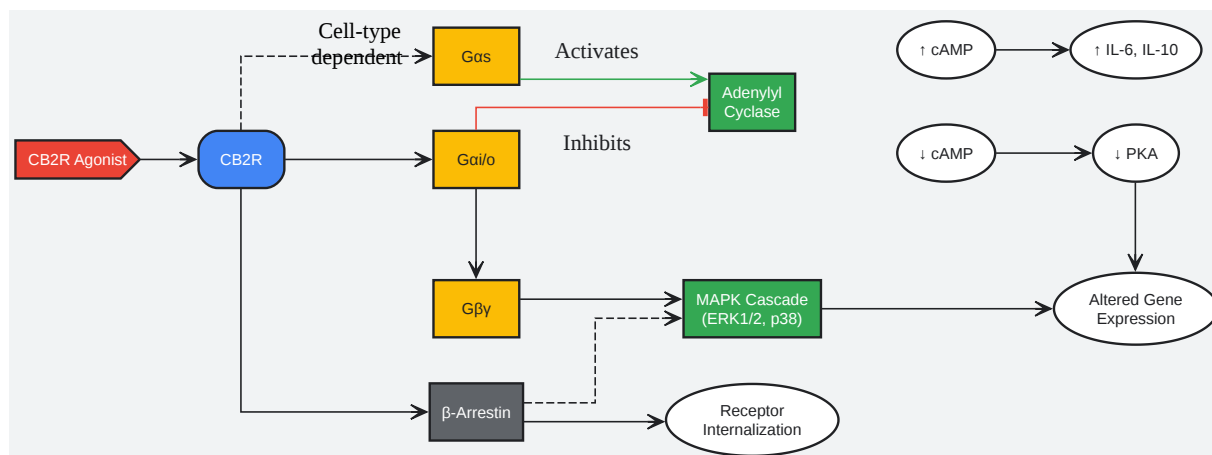 Cell-type
dependent
Gαs
Activates
Adenylyl
Cyclase
↑ cAMP
↑ IL-6, IL-10
CB2R Agonist
CB2R
Gαi/o
Inhibits
↓ cAMP
↓ PKA
Gβγ
MAPK Cascade
(ERK1/2, p38)
Altered Gene
Expression
β-Arrestin
Receptor
Internalization